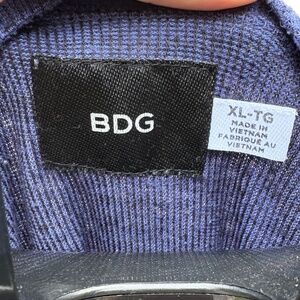 BDG
XL-TG
MADE IN
VIETNAM
FABRIQUÉ AU
VIETNAM